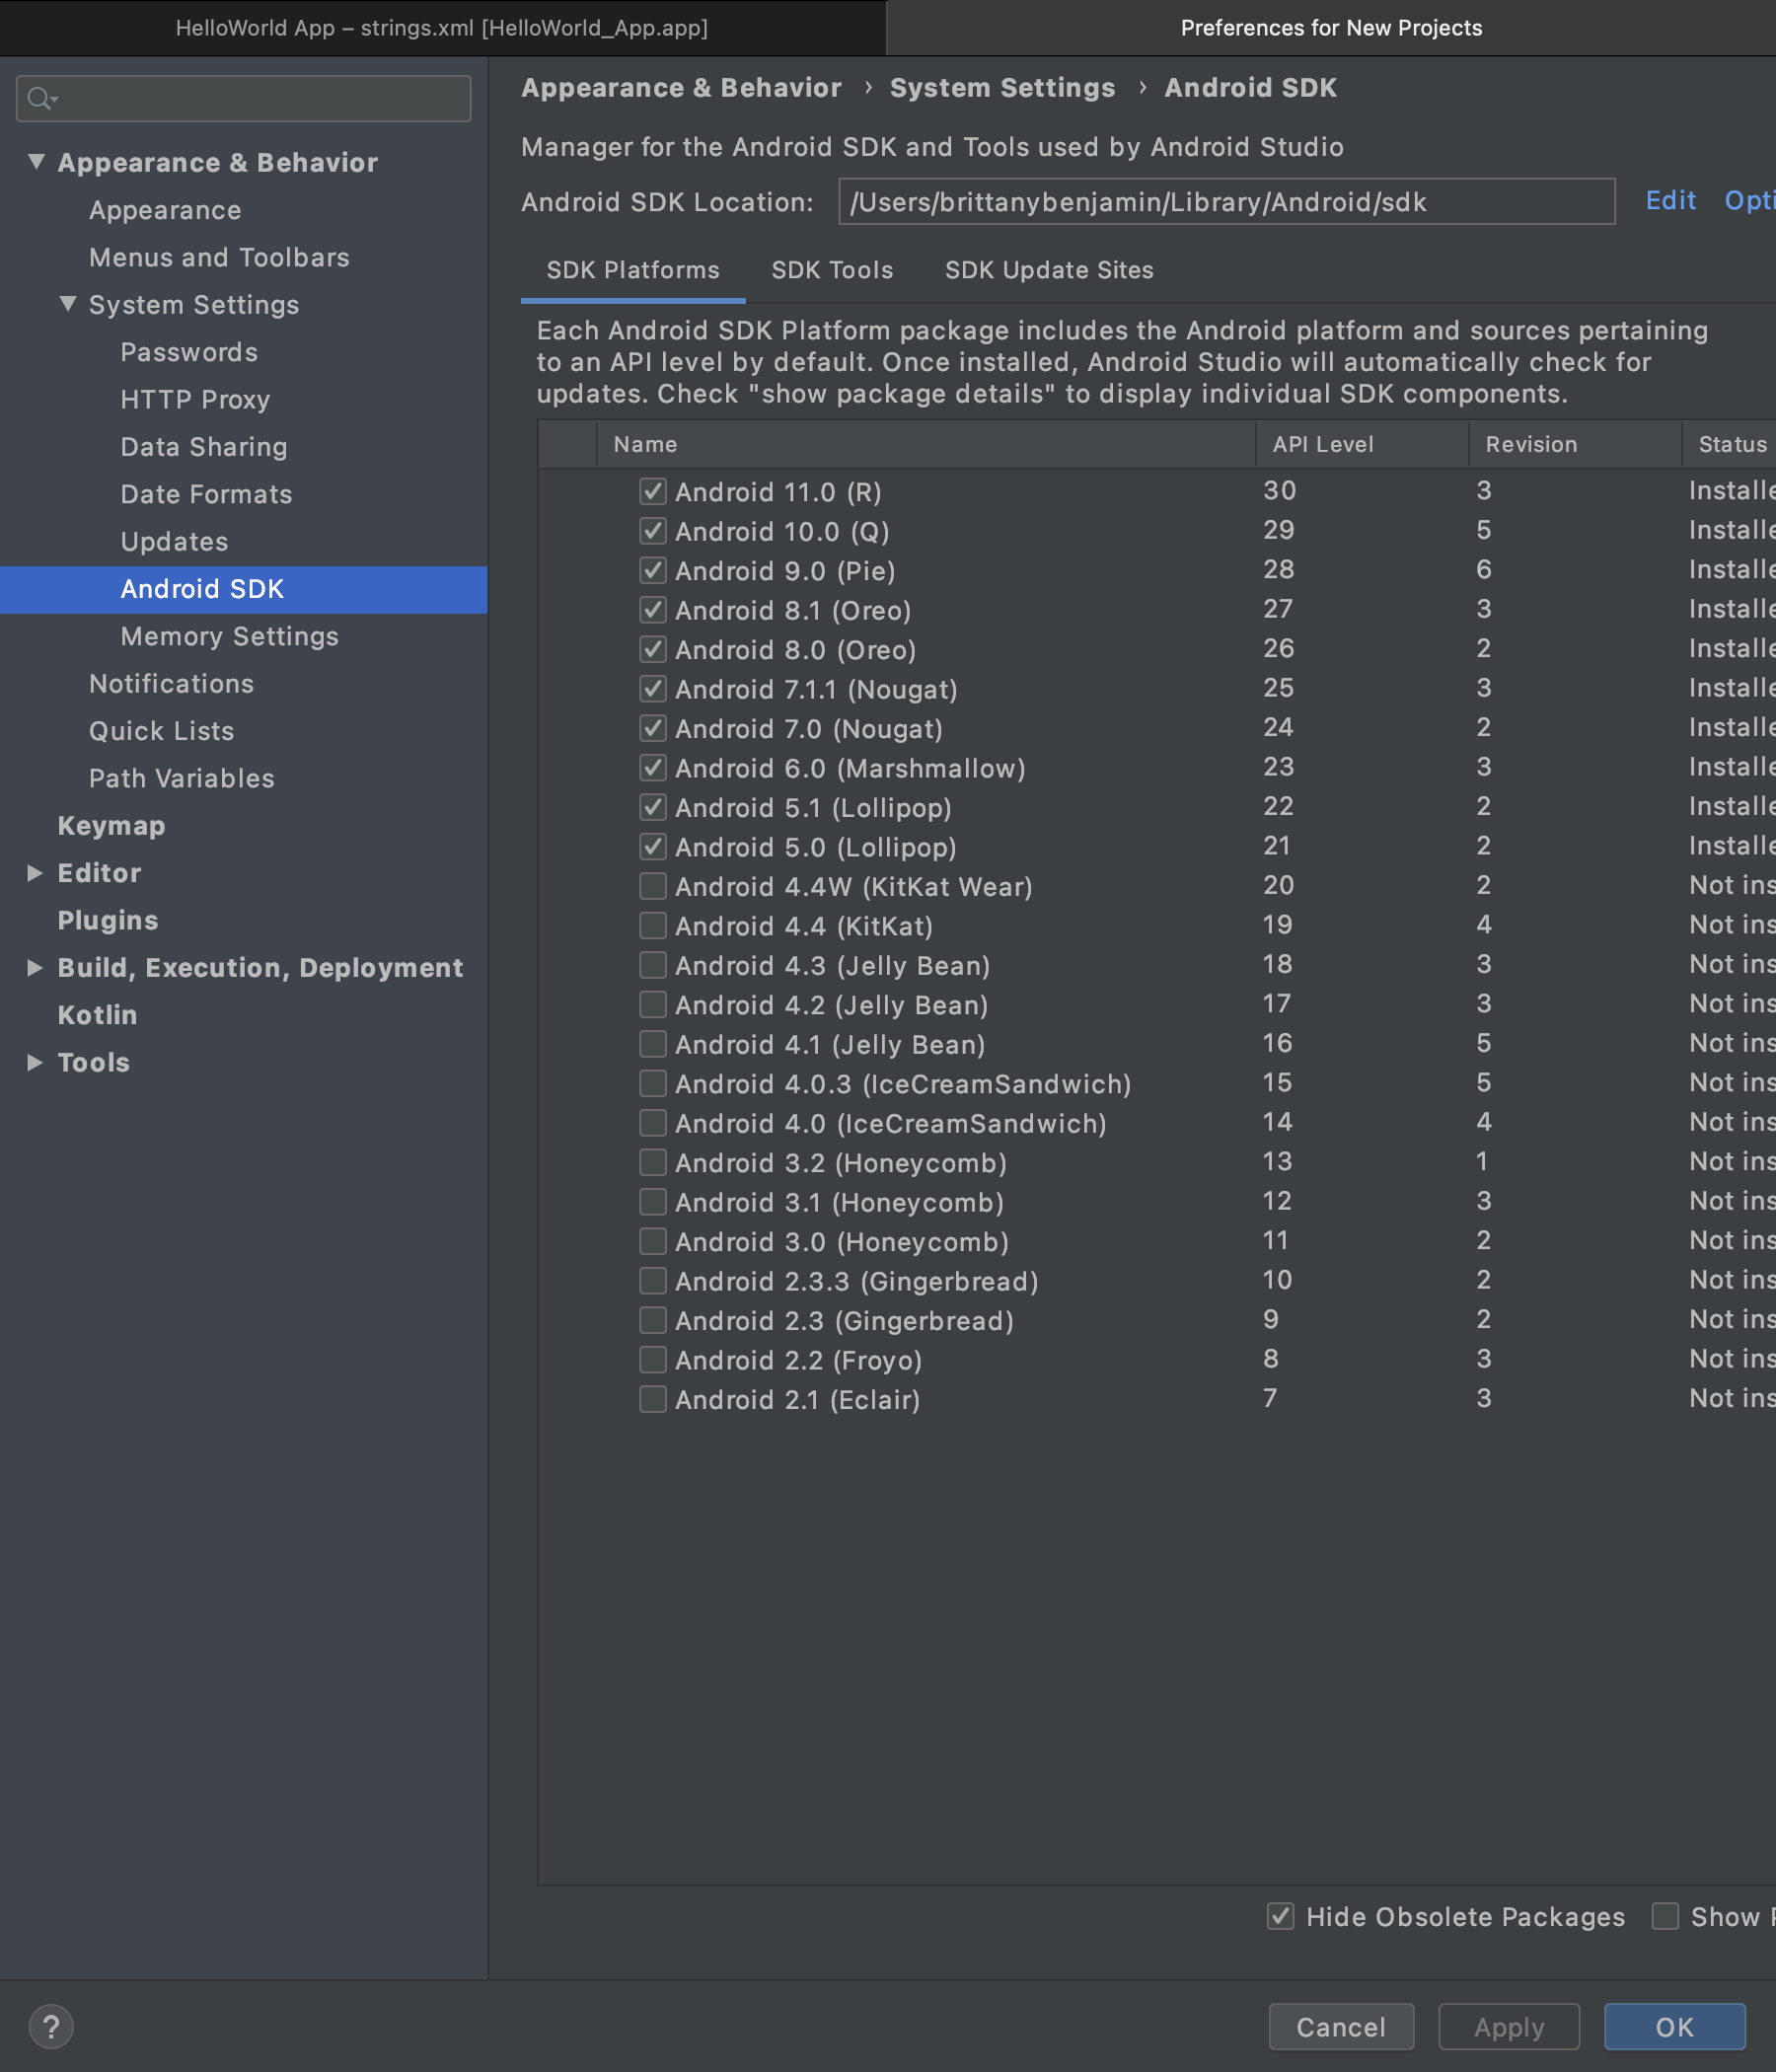 HelloWorld App – strings.xml [HelloWorld_App.app]
Preferences for New Projects
Appearance & Behavior
Appearance
Menus and Toolbars
System Settings
Passwords
HTTP Proxy
Data Sharing
Date Formats
Updates
Android SDK
Memory Settings
Notifications
Quick Lists
Path Variables
Keymap
Editor
Plugins
Build, Execution, Deployment
Kotlin
Tools
Appearance & Behavior › System Settings › Android SDK
Manager for the Android SDK and Tools used by Android Studio
Android SDK Location: /Users/brittanybenjamin/Library/Android/sdk Edit Opti
SDK Platforms SDK Tools SDK Update Sites
Each Android SDK Platform package includes the Android platform and sources pertaining
to an API level by default. Once installed, Android Studio will automatically check for
updates. Check "show package details" to display individual SDK components.
Name API Level Revision Status
Android 11.0 (R) 30 3 Installe
Android 10.0 (Q) 29 5 Installe
Android 9.0 (Pie) 28 6 Installe
Android 8.1 (Oreo) 27 3 Installe
Android 8.0 (Oreo) 26 2 Installe
Android 7.1.1 (Nougat) 25 3 Installe
Android 7.0 (Nougat) 24 2 Installe
Android 6.0 (Marshmallow) 23 3 Installe
Android 5.1 (Lollipop) 22 2 Installe
Android 5.0 (Lollipop) 21 2 Installe
Android 4.4W (KitKat Wear) 20 2 Not ins
Android 4.4 (KitKat) 19 4 Not ins
Android 4.3 (Jelly Bean) 18 3 Not ins
Android 4.2 (Jelly Bean) 17 3 Not ins
Android 4.1 (Jelly Bean) 16 5 Not ins
Android 4.0.3 (IceCreamSandwich) 15 5 Not ins
Android 4.0 (IceCreamSandwich) 14 4 Not ins
Android 3.2 (Honeycomb) 13 1 Not ins
Android 3.1 (Honeycomb) 12 3 Not ins
Android 3.0 (Honeycomb) 11 2 Not ins
Android 2.3.3 (Gingerbread) 10 2 Not ins
Android 2.3 (Gingerbread) 9 2 Not ins
Android 2.2 (Froyo) 8 3 Not ins
Android 2.1 (Eclair) 7 3 Not ins
Hide Obsolete Packages Show
? Cancel Apply OK